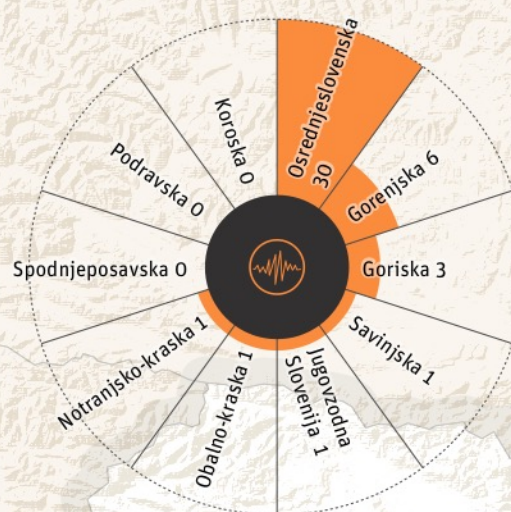 Osrednjeslovenska
30
Gorenjska 6
Goriska 3
Savinjska 1
Jugovzodna
Slovenija 1
Obalno-kraska 1
Notranjsko-kraska 1
Spodnjeposavska 0
Podravska 0
Koroska 0